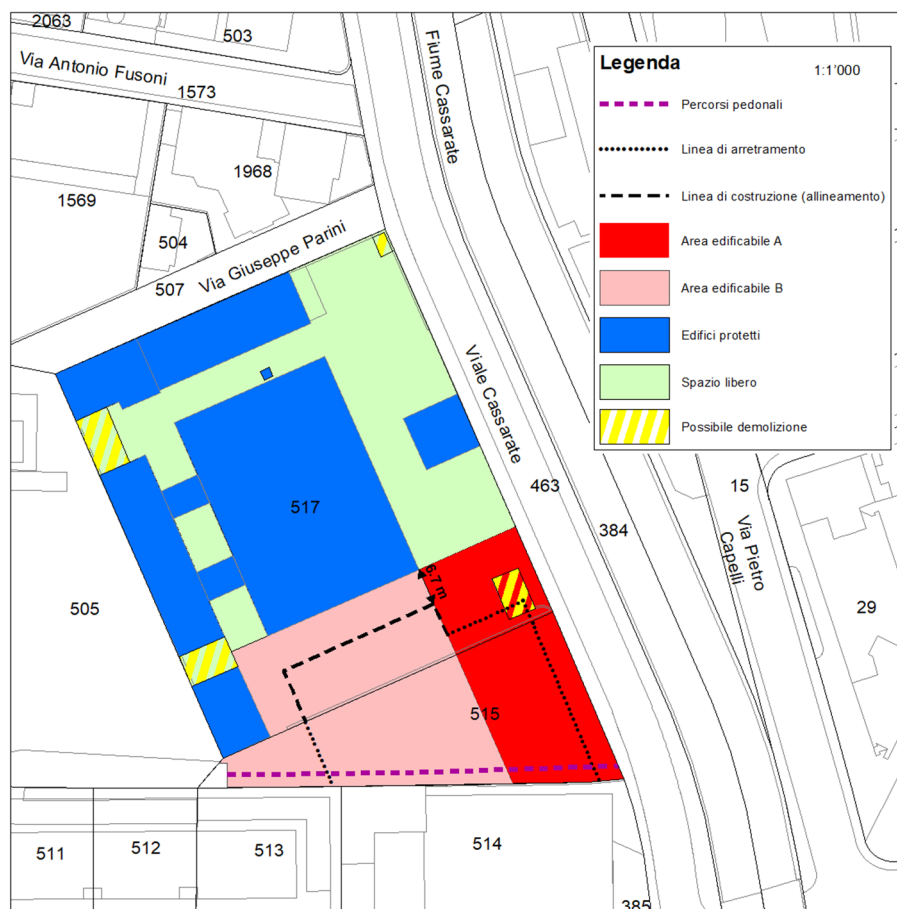 2063
503
Via Antonio Fusoni
1573
Fiume Cassarate
Legenda
1:1'000
Percorsi pedonali
Linea di arretramento
Linea di costruzione (allineamento)
Area edificabile A
Area edificabile B
Edifici protetti
Spazio libero
Possibile demolizione
1968
1569
504
Via Giuseppe Parini
507
Viale Cassarate
463
15
517
384
Via Pietro
Capelli
6.7 m
505
29
515
511
512
513
514
385